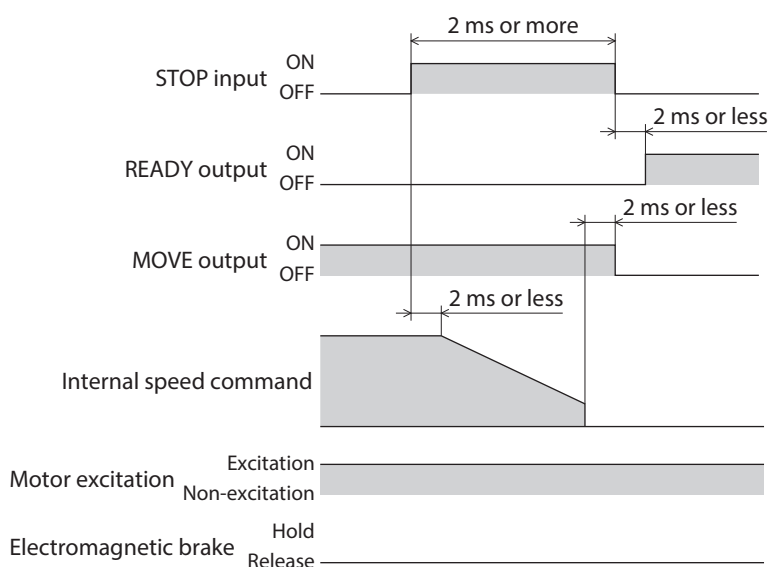 2 ms or more
STOP input
ON
OFF
2 ms or less
READY output
ON
OFF
2 ms or less
MOVE output
ON
OFF
2 ms or less
Internal speed command
Motor excitation
Excitation
Non-excitation
Electromagnetic brake
Hold
Release